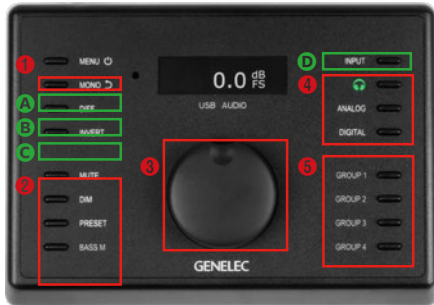 1 MENU
MONO
A DIFF
B INVERT
C
MUTE
2 DIM
PRESET
BASS M
0.0 dB FS
USB AUDIO
3
GENELEC
D INPUT
4
ANALOG
DIGITAL
5 GROUP 1
GROUP 2
GROUP 3
GROUP 4